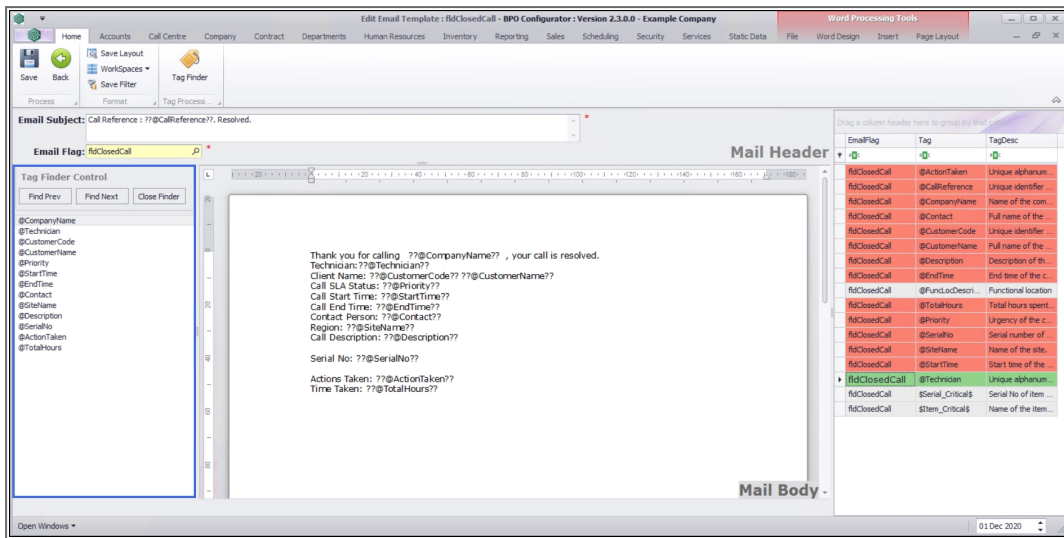 Edit Email Template : fldClosedCall - BPO Configurator : Version 2.3.0.0 - Example Company
Word Processing Tools
Home Accounts Call Centre Company Contract Departments Human Resources Inventory Reporting Sales Scheduling Security Services Static Data File Word Design Insert Page Layout
Save
Back
Save Layout
WorkSpaces
Save Filter
Tag Finder
Process
Format
Tag Processi...
Email Subject: Call Reference : ??@CallReference??. Resolved. *
Email Flag: fldClosedCall *
Mail Header
Tag Finder Control
Find Prev Find Next Close Finder
@CompanyName
@Technician
@CustomerCode
@CustomerName
@Priority
@StartTime
@EndTime
@Contact
@SiteName
@Description
@SerialNo
@ActionTaken
@TotalHours
Thank you for calling ??@CompanyName?? , your call is resolved.
Technician:??@Technician??
Client Name: ??@CustomerCode?? ??@CustomerName??
Call SLA Status: ??@Priority??
Call Start Time: ??@StartTime??
Call End Time: ??@EndTime??
Contact Person: ??@Contact??
Region: ??@SiteName??
Call Description: ??@Description??
Serial No: ??@SerialNo??
Actions Taken: ??@ActionTaken??
Time Taken: ??@TotalHours??
Mail Body
Drag a column header here to group by that
EmailFlag Tag TagDesc
fldClosedCall @ActionTaken Unique alphanum...
fldClosedCall @CallReference Unique identifier ...
fldClosedCall @CompanyName Name of the com...
fldClosedCall @Contact Full name of the ...
fldClosedCall @CustomerCode Unique identifier ...
fldClosedCall @CustomerName Full name of the ...
fldClosedCall @Description Description of th...
fldClosedCall @EndTime End time of the c...
fldClosedCall @FuncLocDescri... Functional location
fldClosedCall @TotalHours Total hours spent...
fldClosedCall @Priority Urgency of the c...
fldClosedCall @SerialNo Serial number of ...
fldClosedCall @SiteName Name of the site.
fldClosedCall @StartTime Start time of the ...
fldClosedCall @Technician Unique alphanum...
fldClosedCall $Serial_Critical$ Serial No of item ...
fldClosedCall $Item_Critical$ Name of the item...
Open Windows
01 Dec 2020